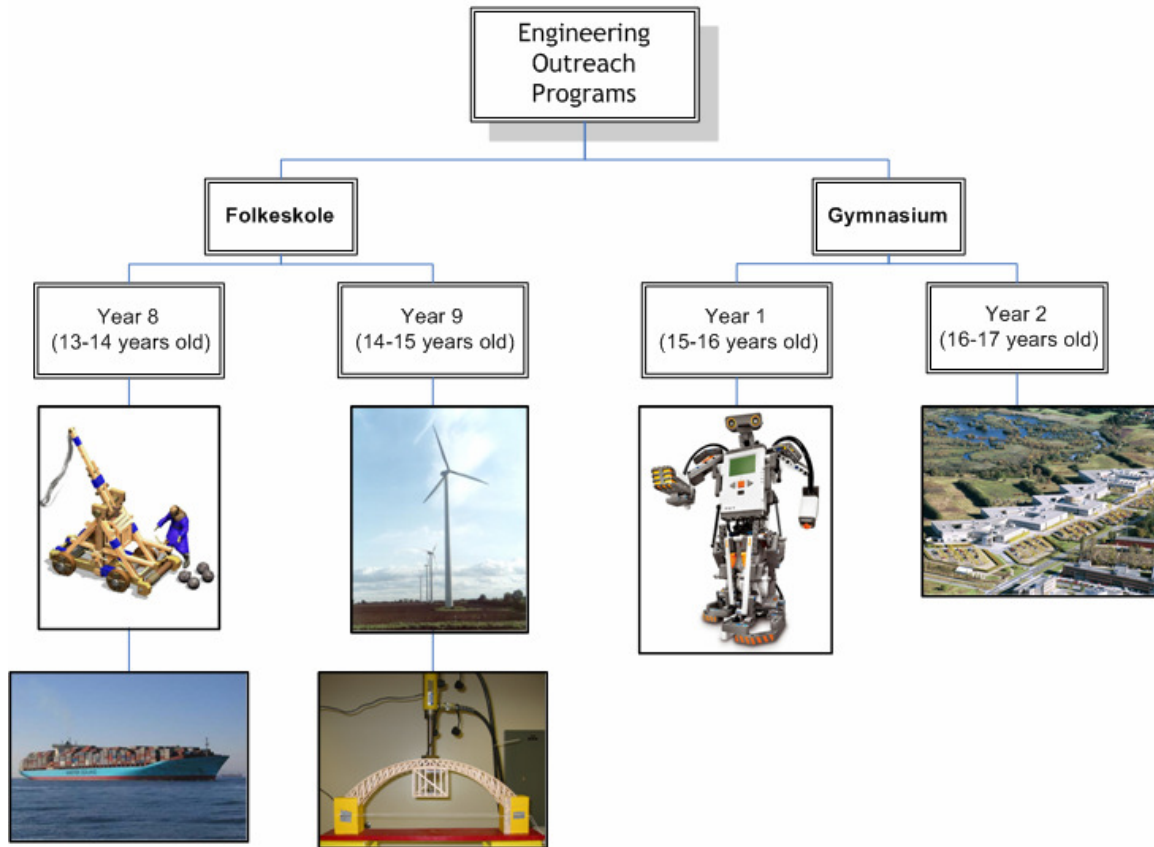 Engineering
Outreach
Programs
Folkeskole
Gymnasium
Year 8
(13-14 years old)
Year 9
(14-15 years old)
Year 1
(15-16 years old)
Year 2
(16-17 years old)